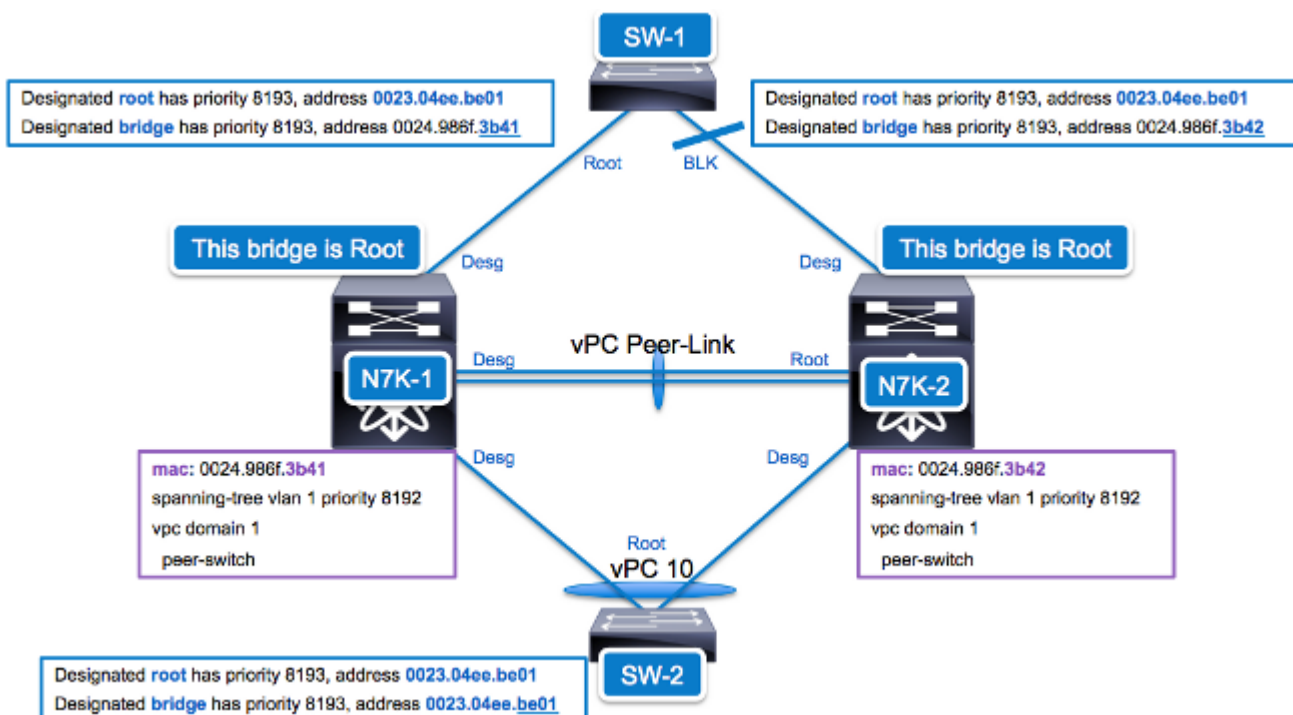 SW-1
Designated root has priority 8193, address 0023.04ee.be01
Designated bridge has priority 8193, address 0024.986f.3b41
Designated root has priority 8193, address 0023.04ee.be01
Designated bridge has priority 8193, address 0024.986f.3b42
Root
BLK
This bridge is Root
This bridge is Root
Desg
Desg
vPC Peer-Link
Desg
Root
N7K-1
N7K-2
Desg
Desg
mac: 0024.986f.3b41
spanning-tree vlan 1 priority 8192
vpc domain 1
peer-switch
mac: 0024.986f.3b42
spanning-tree vlan 1 priority 8192
vpc domain 1
peer-switch
Root
vPC 10
SW-2
Designated root has priority 8193, address 0023.04ee.be01
Designated bridge has priority 8193, address 0023.04ee.be01